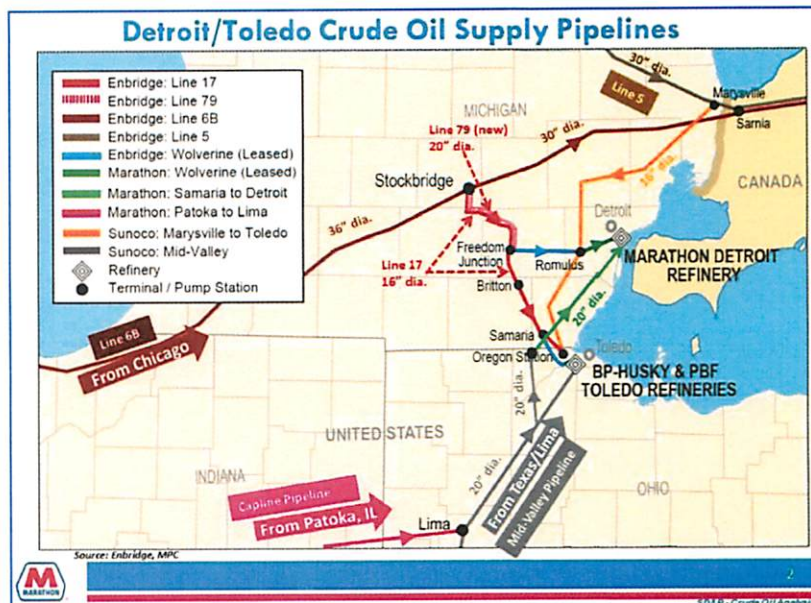 Detroit/Toledo Crude Oil Supply Pipelines
Enbridge: Line 17
Enbridge: Line 79
Enbridge: Line 6B
Enbridge: Line 5
Enbridge: Wolverine (Leased)
Marathon: Wolverine (Leased)
Marathon: Samaria to Detroit
Marathon: Patoka to Lima
Sunoco: Marysville to Toledo
Sunoco: Mid-Valley
Refinery
Terminal / Pump Station
30" dia.
Line 5
Marysville
Sarnia
MICHIGAN
Line 79 (new)
20" dia.
30" dia.
Stockbridge
16" dia.
CANADA
36" dia.
Detroit
Freedom
Junction
Romulus
MARATHON DETROIT
REFINERY
Line 17
16" dia.
Britton
20" dia.
Line 6B
From Chicago
Samaria
Oregon Station
Toledo
BP-HUSKY & PBF
TOLEDO REFINERIES
20" dia.
UNITED STATES
INDIANA
20" dia.
From Texas/Lima
Mid-Valley Pipeline
OHIO
Capline Pipeline
From Patoka, IL
Lima
Source: Enbridge, MPC
M
MARATHON
2